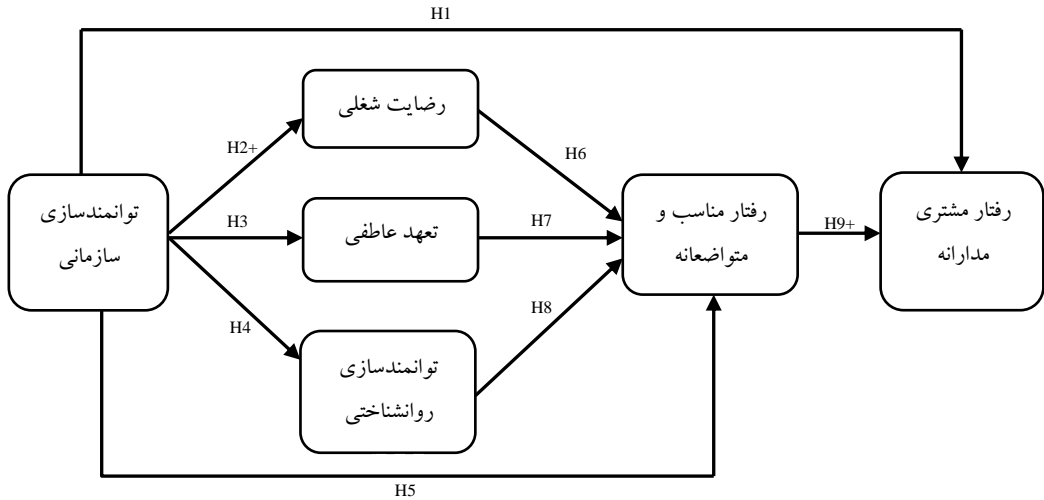 H1
رضایت شغلی
H2+
H6
توانمندسازی
سازمانی
H3
تعهد عاطفی
H7
رفتار مناسب و
متواضعانه
H9+
رفتار مشتری
مدارانه
H4
H8
توانمندسازی
روانشناختی
H5